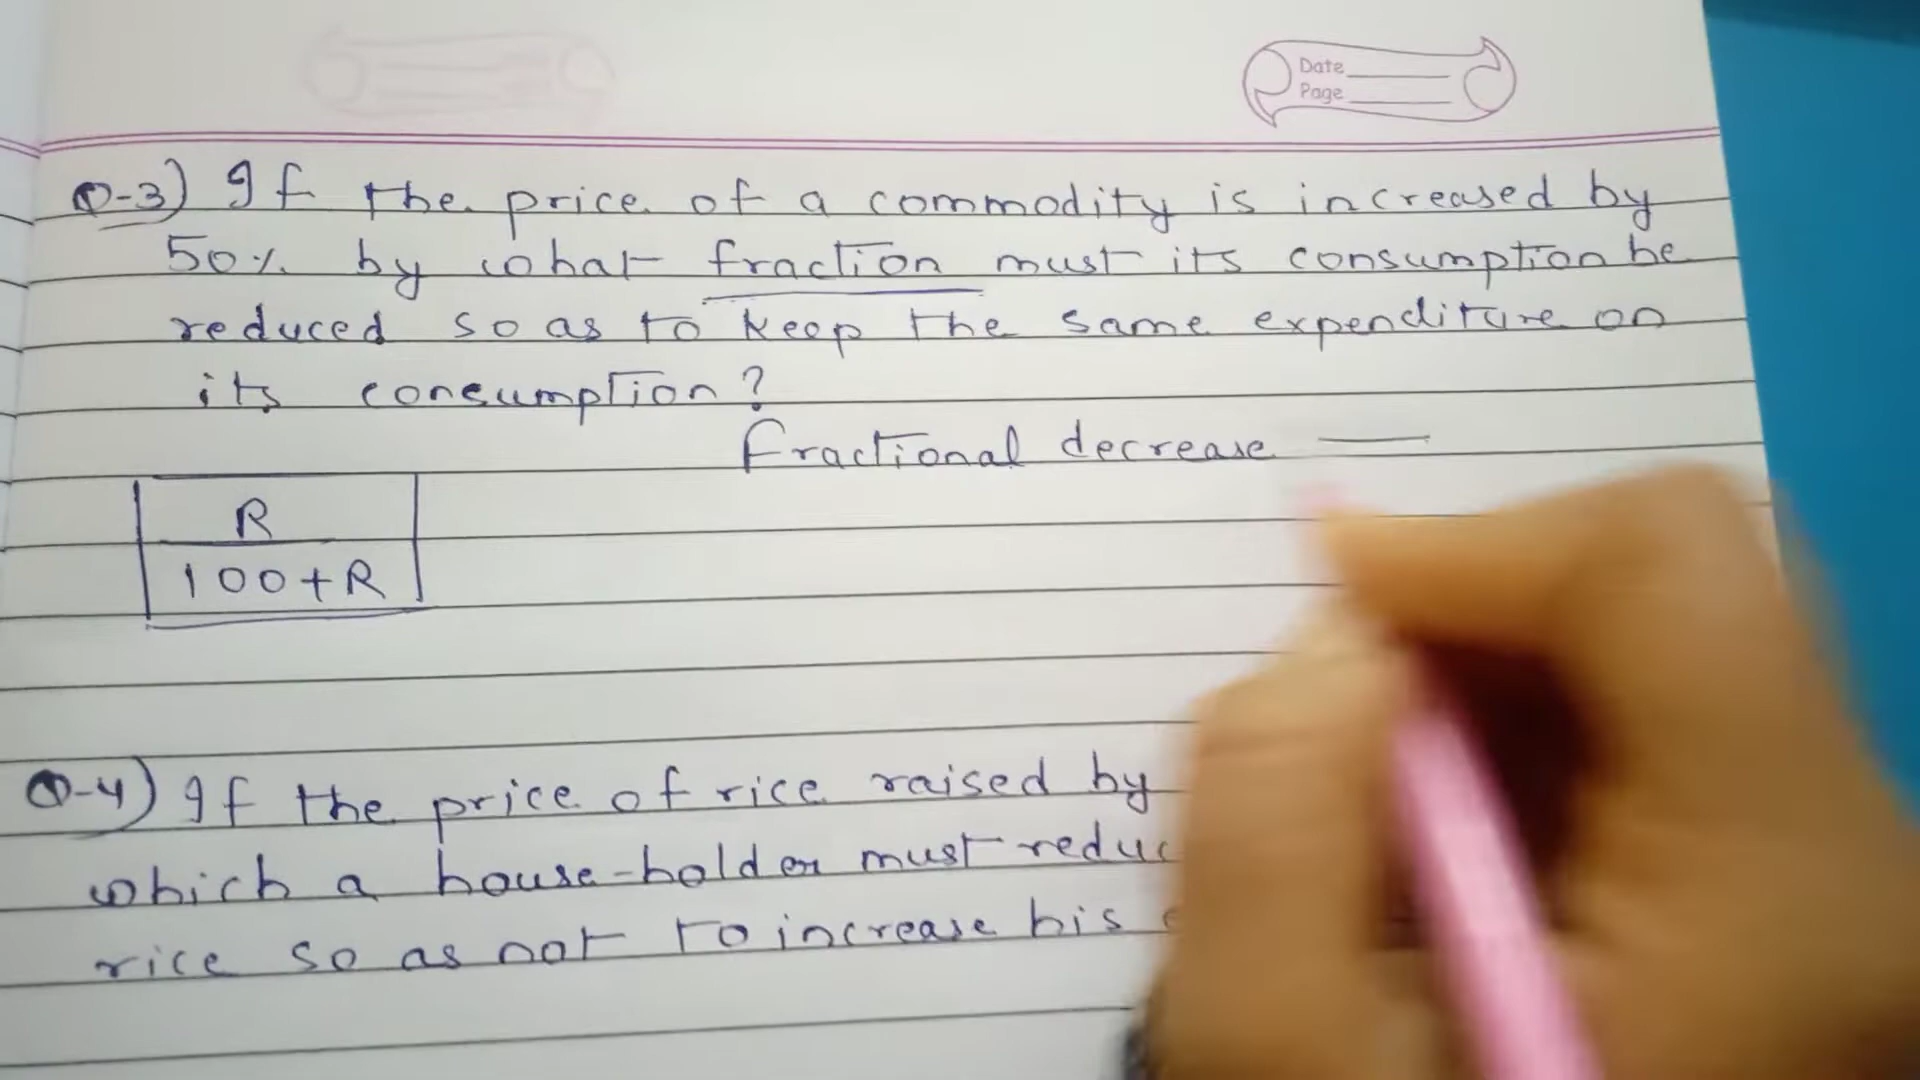 Date
Page
Q-3) If the price of a commodity is increased by
50% by what fraction must its consumption be
reduced so as to keep the same expenditure on
its consumption?
Fractional decrease
R
100+R
Q-4) If the price of rice raised by
which a house-holder must
rice so as not to increase his